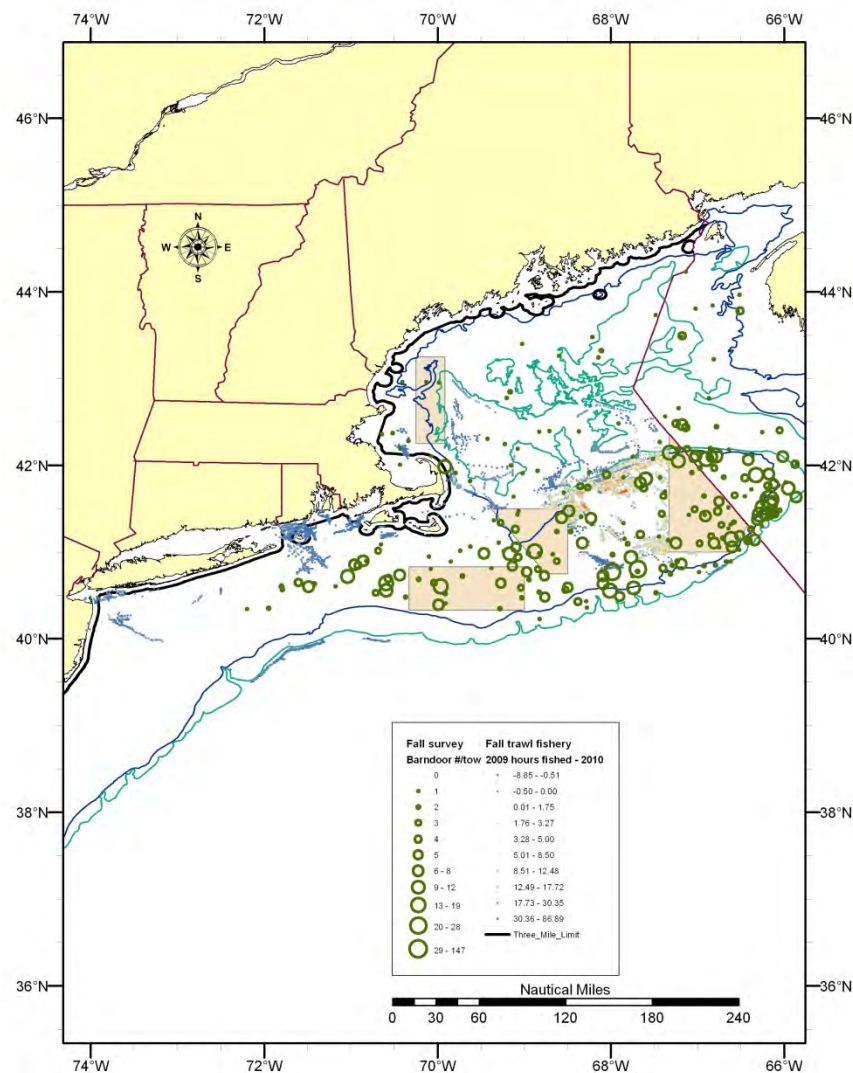 74°W 72°W 70°W 68°W 66°W
46°N 46°N
N
W E
S
44°N 44°N
42°N 42°N
40°N 40°N
Fall survey Fall trawl fishery
Barndoor #/tow 2009 hours fished - 2010
0 -8.85 - -0.51
1 -0.50 - 0.00
2 0.01 - 1.75
3 1.76 - 3.27
4 3.28 - 5.00
5 5.01 - 8.50
6 - 8 8.51 - 12.48
9 - 12 12.49 - 17.72
13 - 19 17.73 - 30.35
20 - 28 30.36 - 86.89
29 - 147 Three_Mile_Limit
38°N 38°N
36°N 36°N
Nautical Miles
0 30 60 120 180 240
74°W 72°W 70°W 68°W 66°W